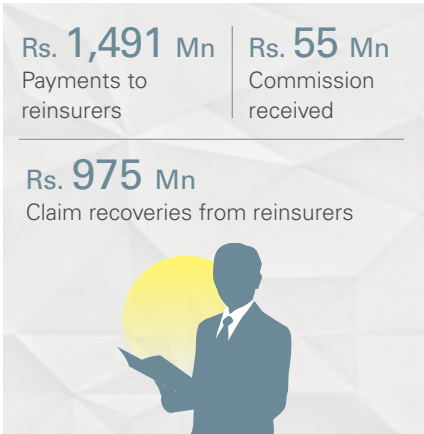 Rs. 1,491 Mn
Payments to
reinsurers
Rs. 55 Mn
Commission
received
Rs. 975 Mn
Claim recoveries from reinsurers